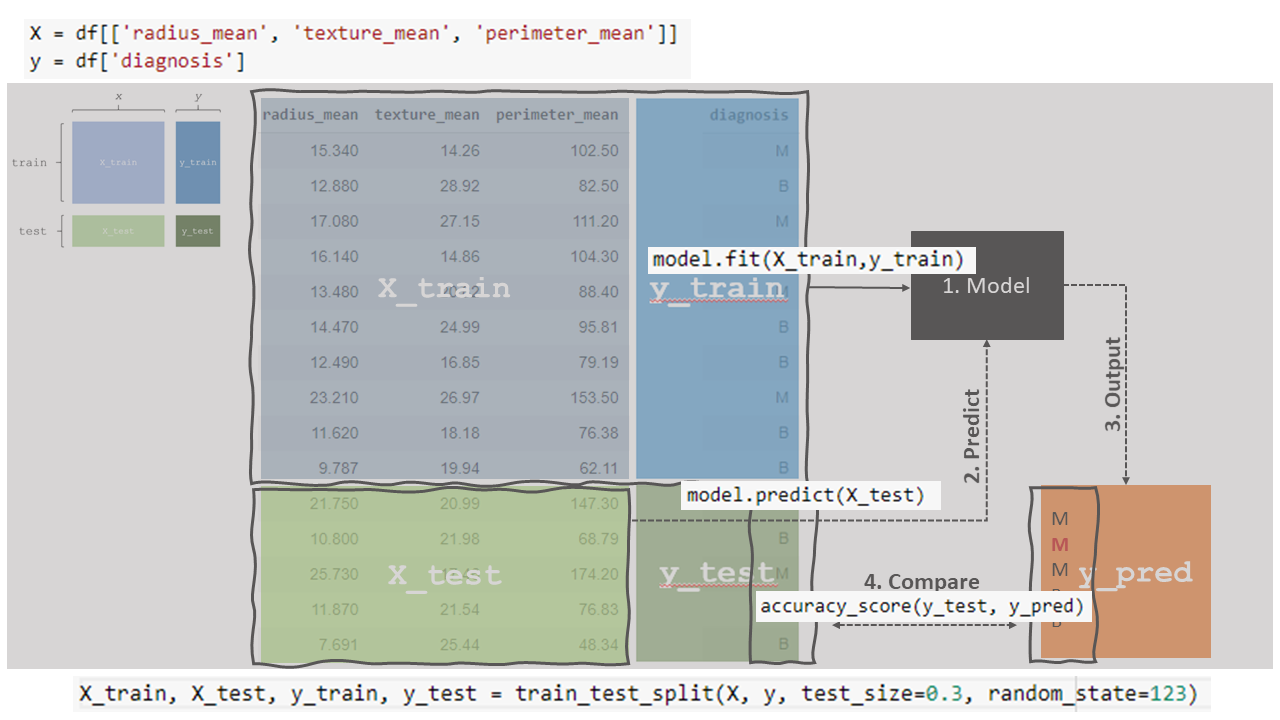 X = df[['radius_mean', 'texture_mean', 'perimeter_mean']]
y = df['diagnosis']
x y
train X_train y_train
test X_test y_test
radius_mean texture_mean perimeter_mean diagnosis
15.340 14.26 102.50 M
12.880 28.92 82.50 B
17.080 27.15 111.20 M
16.140 14.86 104.30
model.fit(X_train,y_train)
1. Model
13.480 88.40
X_train y_train
14.470 24.99 95.81 B
12.490 16.85 79.19 B
23.210 26.97 153.50 M
11.620 18.18 76.38 B
9.787 19.94 62.11 B
2. Predict
3. Output
21.750 20.99 147.30
model.predict(X_test)
10.800 21.98 68.79 B
25.730 174.20 M
X_test y_test
11.870 21.54 76.83
7.691 25.44 48.34 B
4. Compare
accuracy_score(y_test, y_pred)
M
M
M
y_pred
B
X_train, X_test, y_train, y_test = train_test_split(X, y, test_size=0.3, random_state=123)